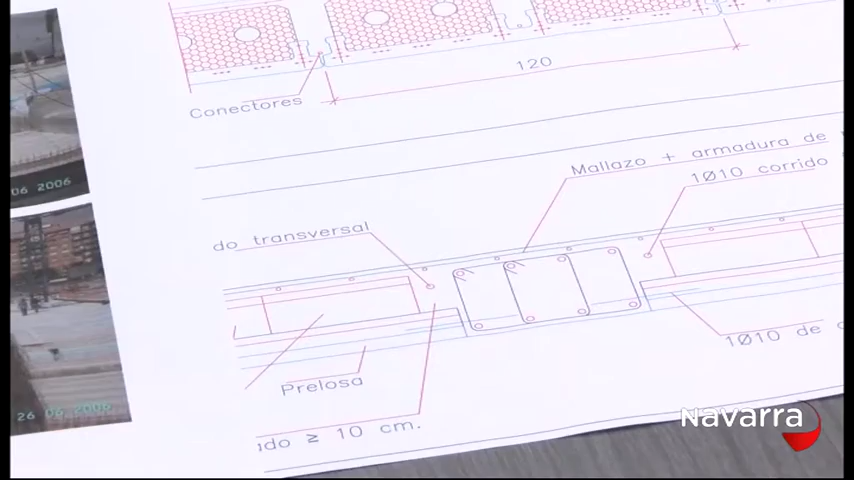 120
Conectores
Mallazo + armadura de
1Ø10 corrido
do transversal
06 2006
1Ø10 de
Prelosa
26 06 2006
do ≥ 10 cm.
Navarra